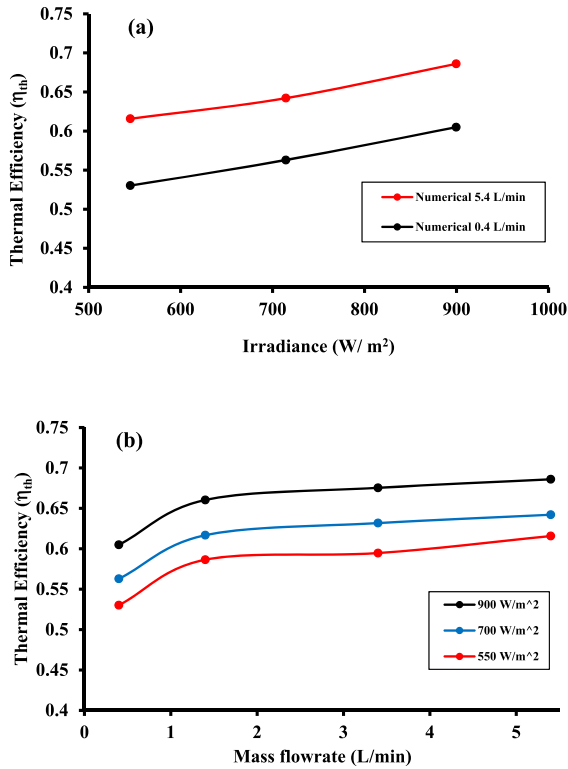 (a)
0.75
0.7
0.65
0.6
0.55
0.5
0.45
0.4
Thermal Efficiency (ηth)
Numerical 5.4 L/min
Numerical 0.4 L/min
500 600 700 800 900 1000
Irradiance (W/ m²)
(b)
0.75
0.7
0.65
0.6
0.55
0.5
0.45
0.4
Thermal Efficiency (ηth)
900 W/m^2
700 W/m^2
550 W/m^2
0 1 2 3 4 5
Mass flowrate (L/min)